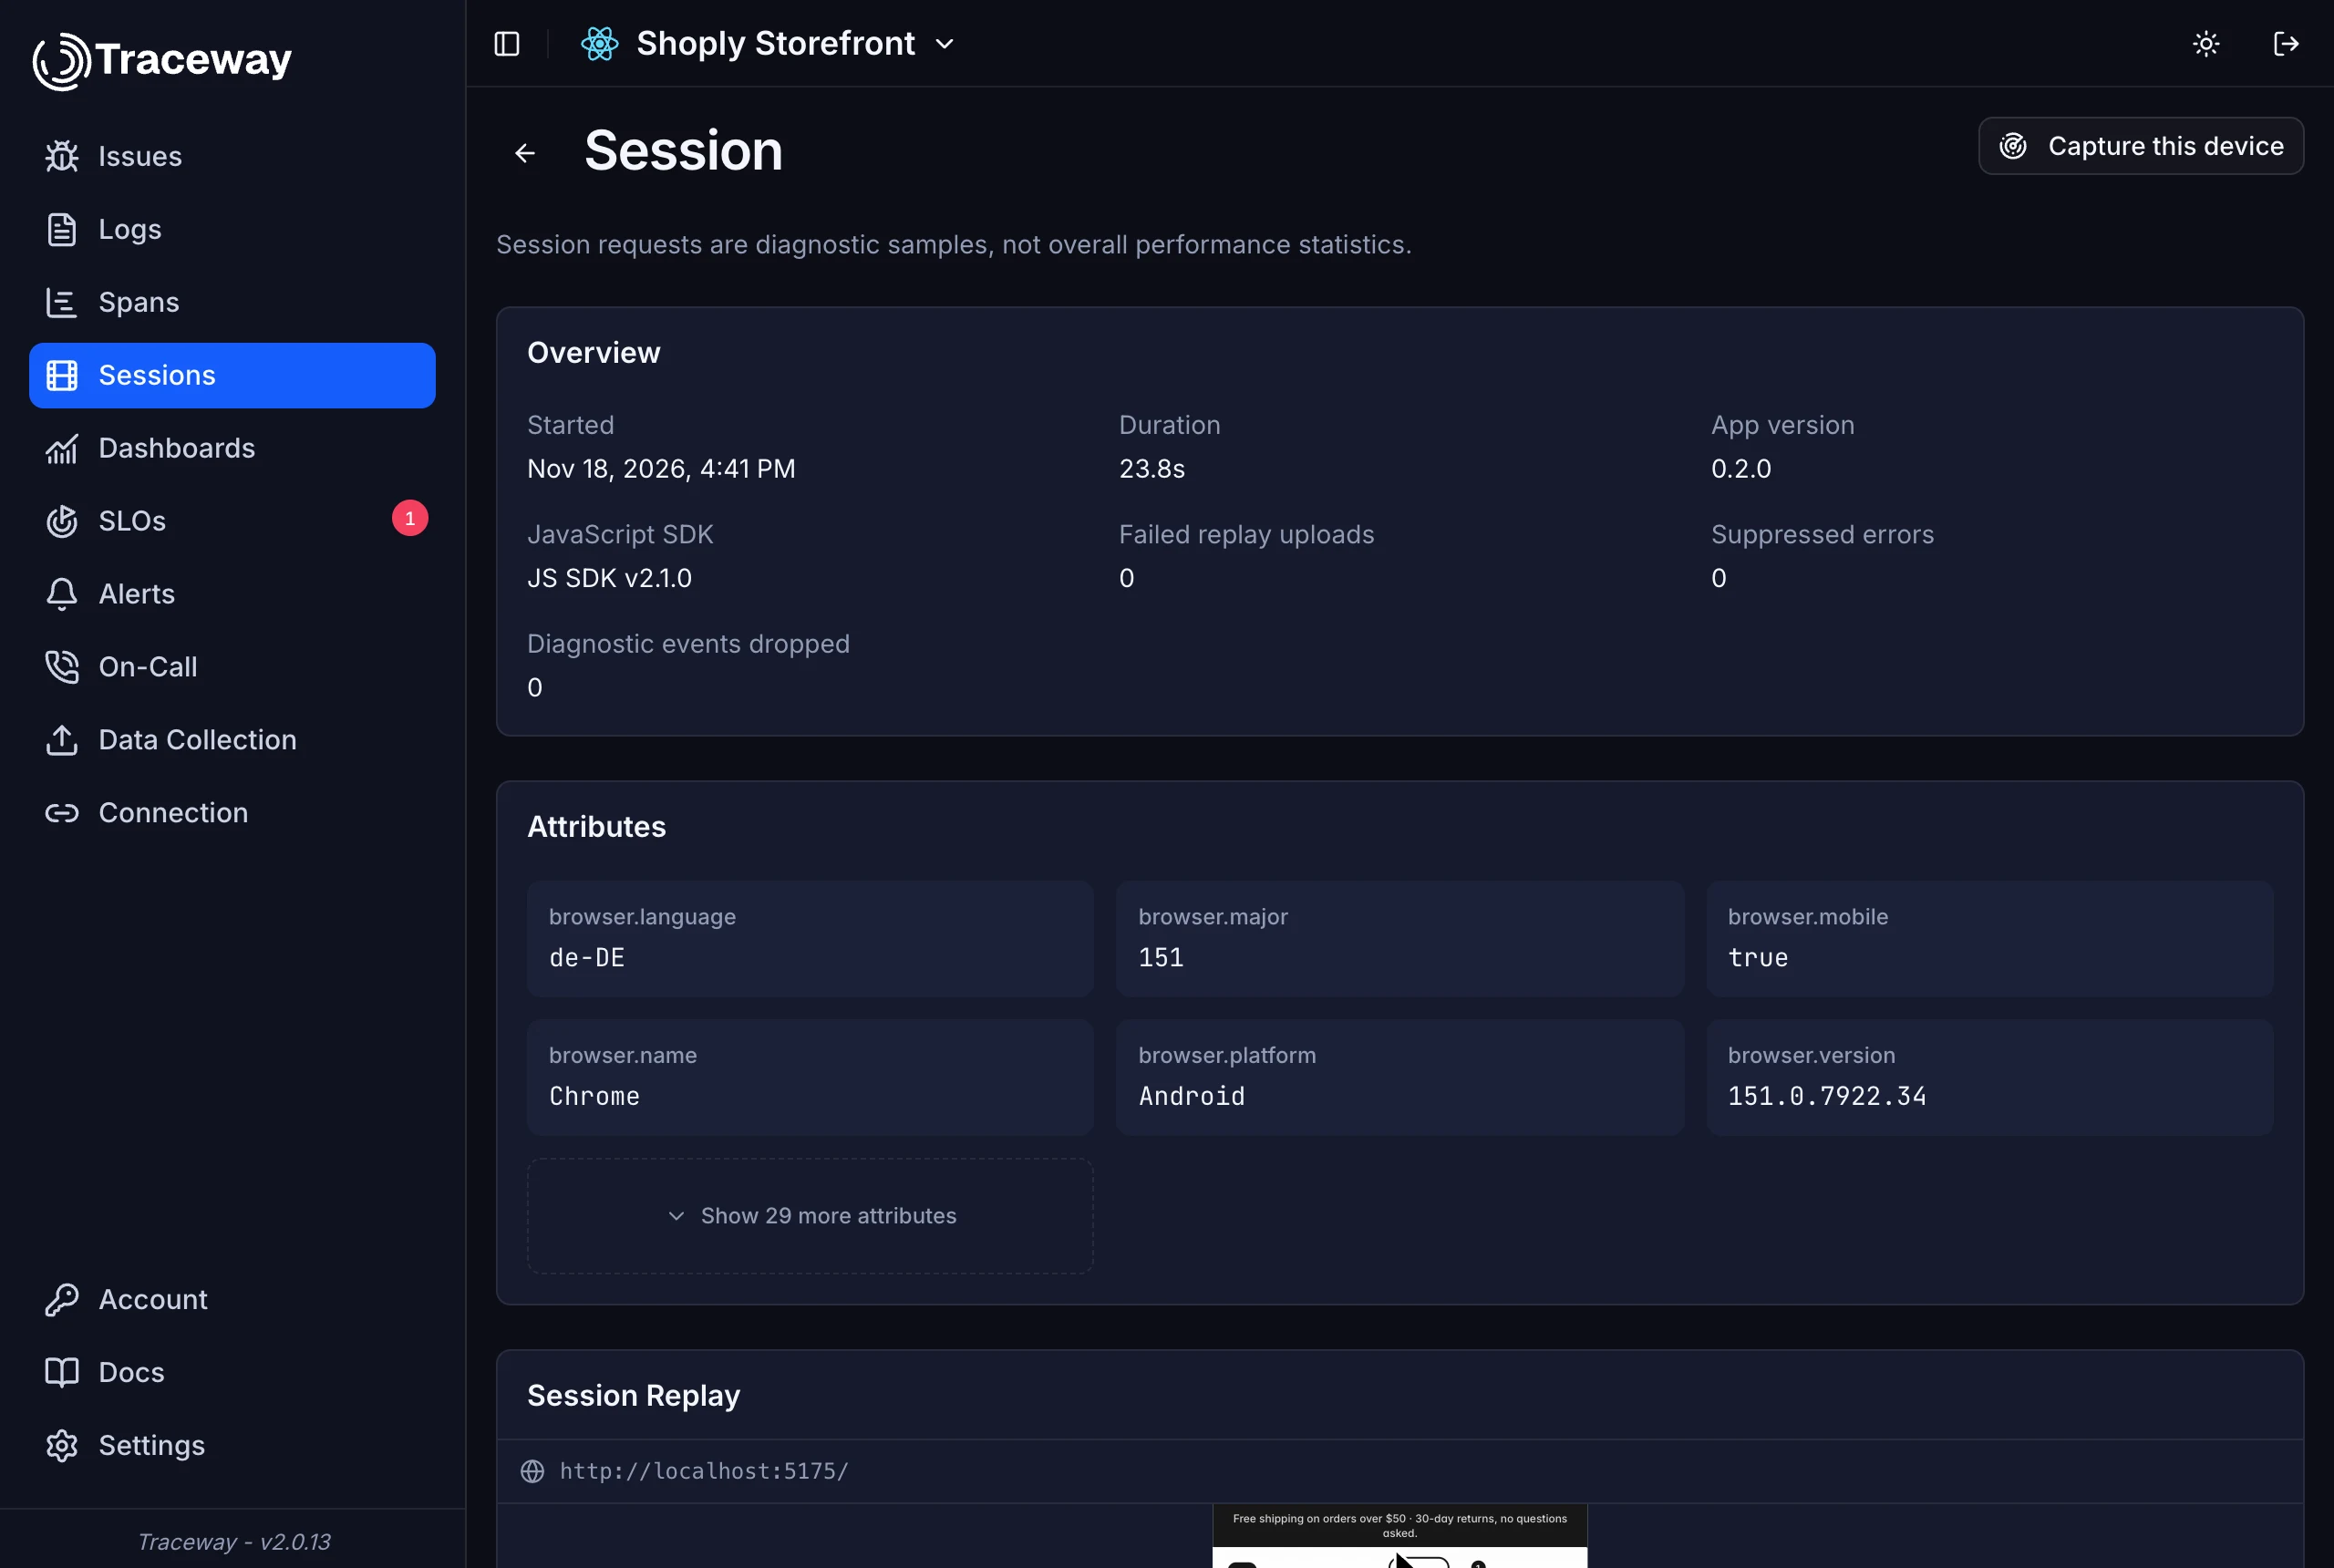 Traceway
Issues
Logs
Spans
Sessions
Dashboards
SLOs 1
Alerts
On-Call
Data Collection
Connection
Account
Docs
Settings
Traceway - v2.0.13
Shoply Storefront
Session
Capture this device
Session requests are diagnostic samples, not overall performance statistics.
Overview
Started Duration App version
Nov 18, 2026, 4:41 PM 23.8s 0.2.0
JavaScript SDK Failed replay uploads Suppressed errors
JS SDK v2.1.0 0 0
Diagnostic events dropped
0
Attributes
browser.language browser.major browser.mobile
de-DE 151 true
browser.name browser.platform browser.version
Chrome Android 151.0.7922.34
Show 29 more attributes
Session Replay
http://localhost:5175/
Free shipping on orders over $50 · 30-day returns, no questions
asked.